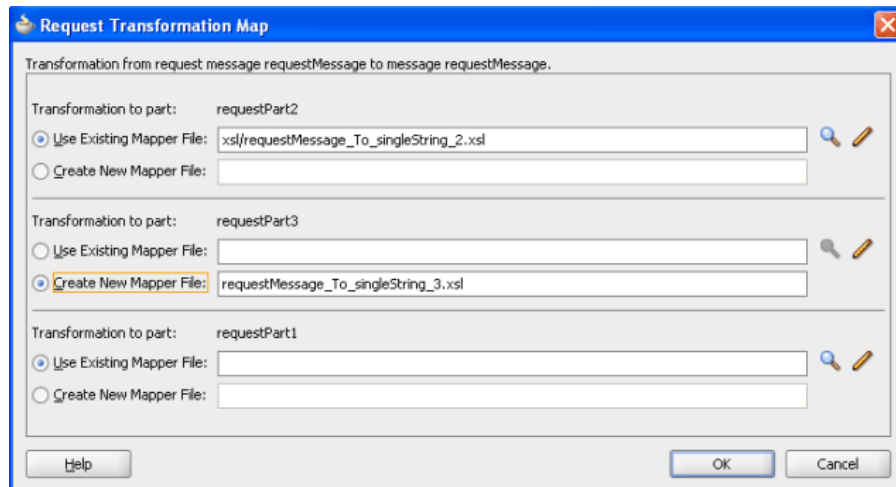 Request Transformation Map
Transformation from request message requestMessage to message requestMessage.
Transformation to part: requestPart2
Use Existing Mapper File: xsl/requestMessage_To_singleString_2.xsl
Create New Mapper File:
Transformation to part: requestPart3
Use Existing Mapper File:
Create New Mapper File: requestMessage_To_singleString_3.xsl
Transformation to part: requestPart1
Use Existing Mapper File:
Create New Mapper File:
Help OK Cancel